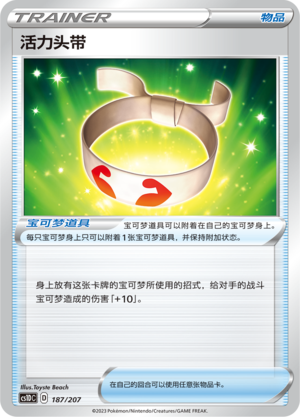 TRAINER 物品
活力头带
宝可梦道具 宝可梦道具可以附着在自己的宝可梦身上。
每只宝可梦身上只可以附着1张宝可梦道具，并保持附加状态。
身上放有这张卡牌的宝可梦所使用的招式，给对手的战斗
宝可梦造成的伤害「+10」。
Illus.Toyste Beach
CS1DC D 187/207
在自己的回合可以使用任意张物品卡。
©2023 Pokémon/Nintendo/Creatures/GAME FREAK.